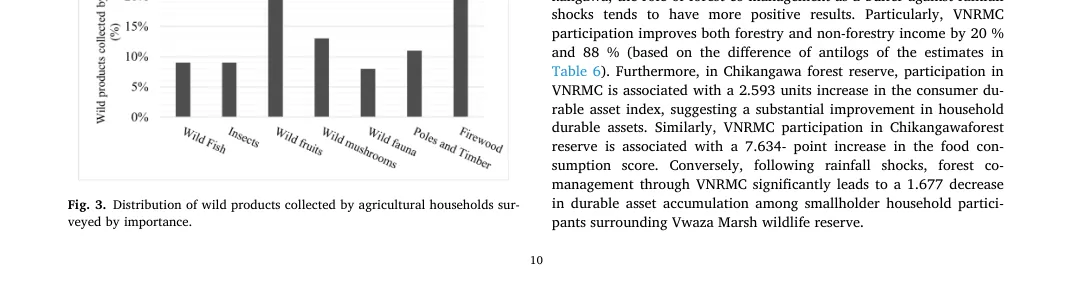 Wild products collected by
(%)
15%
10%
5%
0%
Wild Fish
Insects
Wild fruits
Wild mushrooms
Wild fauna
Poles and Timber
Firewood
Fig. 3. Distribution of wild products collected by agricultural households sur-
veyed by importance.
shocks tends to have more positive results. Particularly, VNRMC
participation improves both forestry and non-forestry income by 20 %
and 88 % (based on the difference of antilogs of the estimates in
Table 6). Furthermore, in Chikangawa forest reserve, participation in
VNRMC is associated with a 2.593 units increase in the consumer du-
rable asset index, suggesting a substantial improvement in household
durable assets. Similarly, VNRMC participation in Chikangawaforest
reserve is associated with a 7.634- point increase in the food con-
sumption score. Conversely, following rainfall shocks, forest co-
management through VNRMC significantly leads to a 1.677 decrease
in durable asset accumulation among smallholder household partici-
pants surrounding Vwaza Marsh wildlife reserve.
10